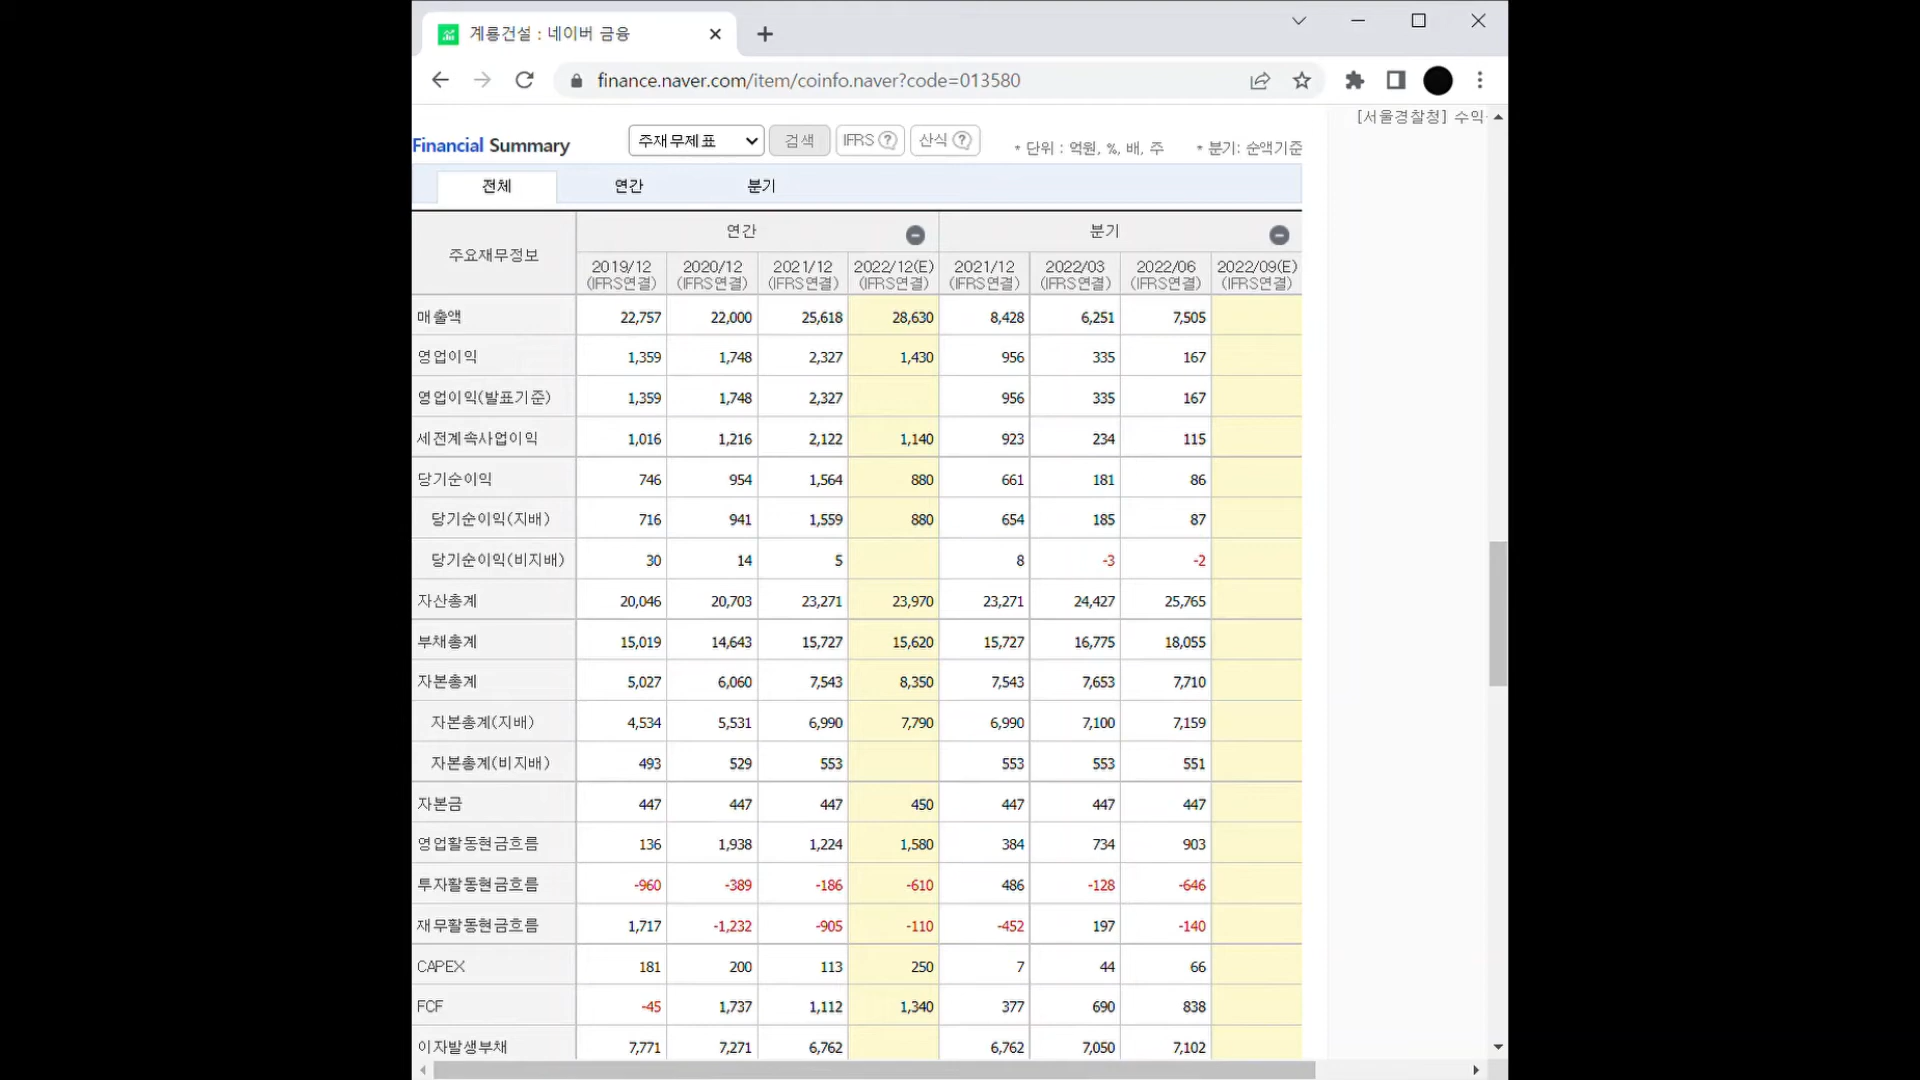 계룡건설 : 네이버 금융
finance.naver.com/item/coinfo.naver?code=013580
[서울경찰청] 수익
Financial Summary 주재무제표 검색 IFRS ? 산식 ? * 단위 : 억원, %, 배, 주 * 분기: 순액기준
전체 연간 분기
주요재무정보 연간 분기
2019/12 2020/12 2021/12 2022/12(E) 2021/12 2022/03 2022/06 2022/09(E)
(IFRS연결) (IFRS연결) (IFRS연결) (IFRS연결) (IFRS연결) (IFRS연결) (IFRS연결) (IFRS연결)
매출액 22,757 22,000 25,618 28,630 8,428 6,251 7,505
영업이익 1,359 1,748 2,327 1,430 956 335 167
영업이익(발표기준) 1,359 1,748 2,327 956 335 167
세전계속사업이익 1,016 1,216 2,122 1,140 923 234 115
당기순이익 746 954 1,564 880 661 181 86
당기순이익(지배) 716 941 1,559 880 654 185 87
당기순이익(비지배) 30 14 5 8 -3 -2
자산총계 20,046 20,703 23,271 23,970 23,271 24,427 25,765
부채총계 15,019 14,643 15,727 15,620 15,727 16,775 18,055
자본총계 5,027 6,060 7,543 8,350 7,543 7,653 7,710
자본총계(지배) 4,534 5,531 6,990 7,790 6,990 7,100 7,159
자본총계(비지배) 493 529 553 553 553 551
자본금 447 447 447 450 447 447 447
영업활동현금흐름 136 1,938 1,224 1,580 384 734 903
투자활동현금흐름 -960 -389 -186 -610 486 -128 -646
재무활동현금흐름 1,717 -1,232 -905 -110 -452 197 -140
CAPEX 181 200 113 250 7 44 66
FCF -45 1,737 1,112 1,340 377 690 838
이자발생부채 7,771 7,271 6,762 6,762 7,050 7,102